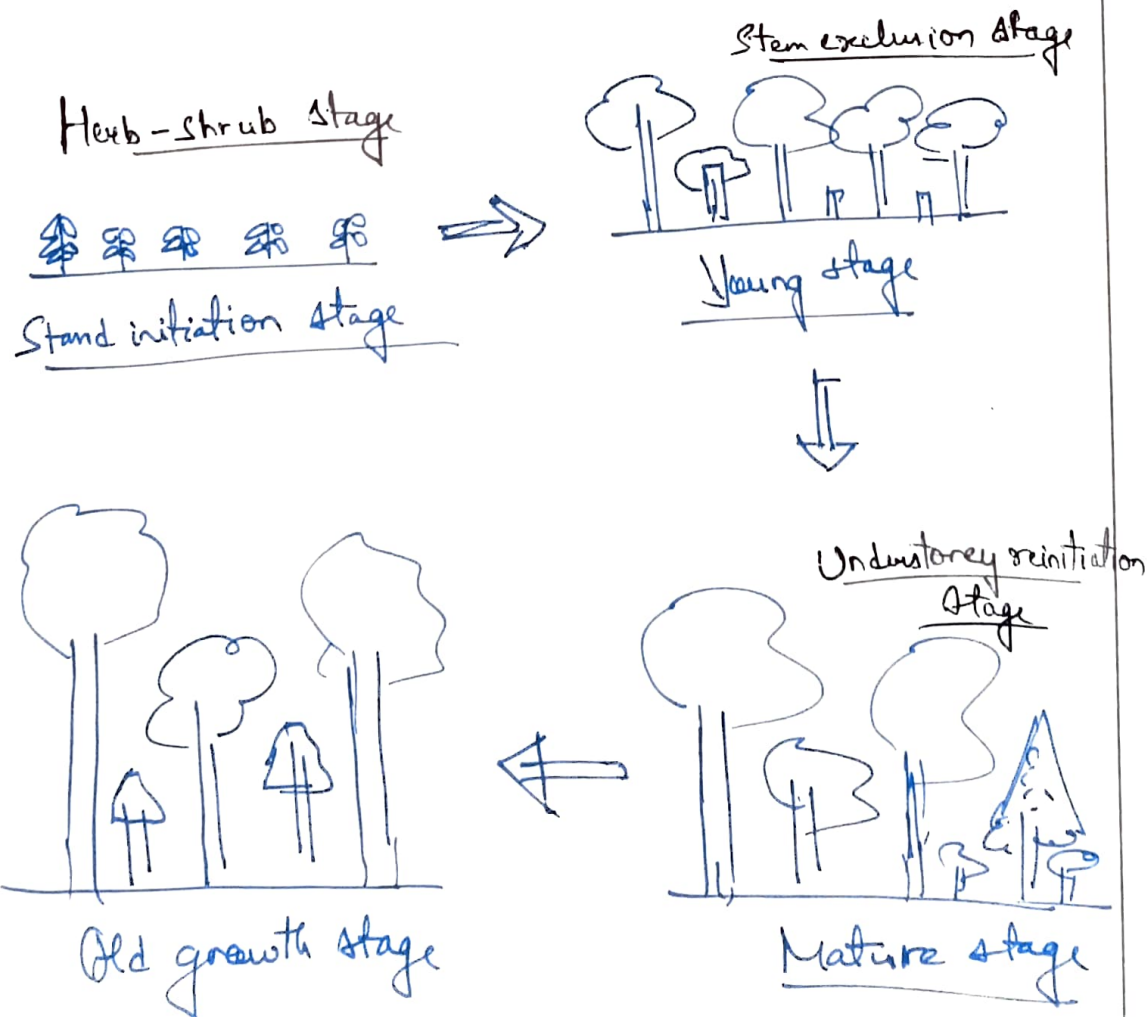 Stem exclusion stage
Herb-shrub stage
Young stage
Stand initiation stage
Understorey reinitiation
stage
Old growth stage
Mature stage